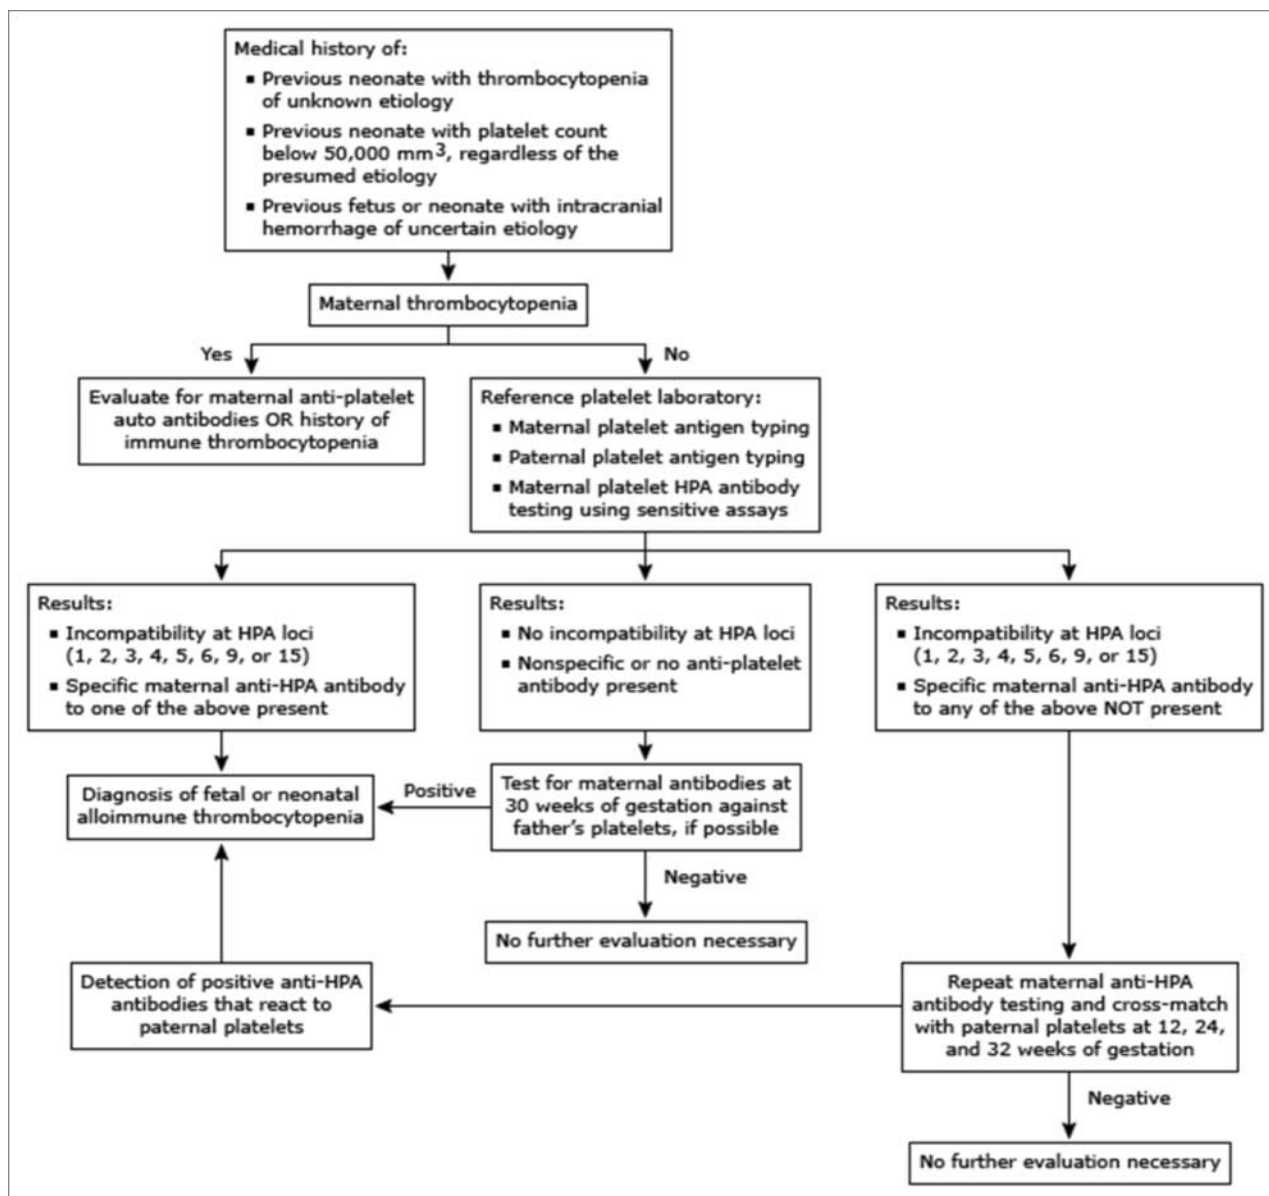 Medical history of:
▪ Previous neonate with thrombocytopenia
of unknown etiology
▪ Previous neonate with platelet count
below 50,000 mm³, regardless of the
presumed etiology
▪ Previous fetus or neonate with intracranial
hemorrhage of uncertain etiology
Maternal thrombocytopenia
Yes
No
Evaluate for maternal anti-platelet
auto antibodies OR history of
immune thrombocytopenia
Reference platelet laboratory:
▪ Maternal platelet antigen typing
▪ Paternal platelet antigen typing
▪ Maternal platelet HPA antibody
testing using sensitive assays
Results:
▪ Incompatibility at HPA loci
(1, 2, 3, 4, 5, 6, 9, or 15)
▪ Specific maternal anti-HPA antibody
to one of the above present
Results:
▪ No incompatibility at HPA loci
▪ Nonspecific or no anti-platelet
antibody present
Results:
▪ Incompatibility at HPA loci
(1, 2, 3, 4, 5, 6, 9, or 15)
▪ Specific maternal anti-HPA antibody
to any of the above NOT present
Diagnosis of fetal or neonatal
alloimmune thrombocytopenia
Positive
Test for maternal antibodies at
30 weeks of gestation against
father's platelets, if possible
Negative
No further evaluation necessary
Detection of positive anti-HPA
antibodies that react to
paternal platelets
Repeat maternal anti-HPA
antibody testing and cross-match
with paternal platelets at 12, 24,
and 32 weeks of gestation
Negative
No further evaluation necessary